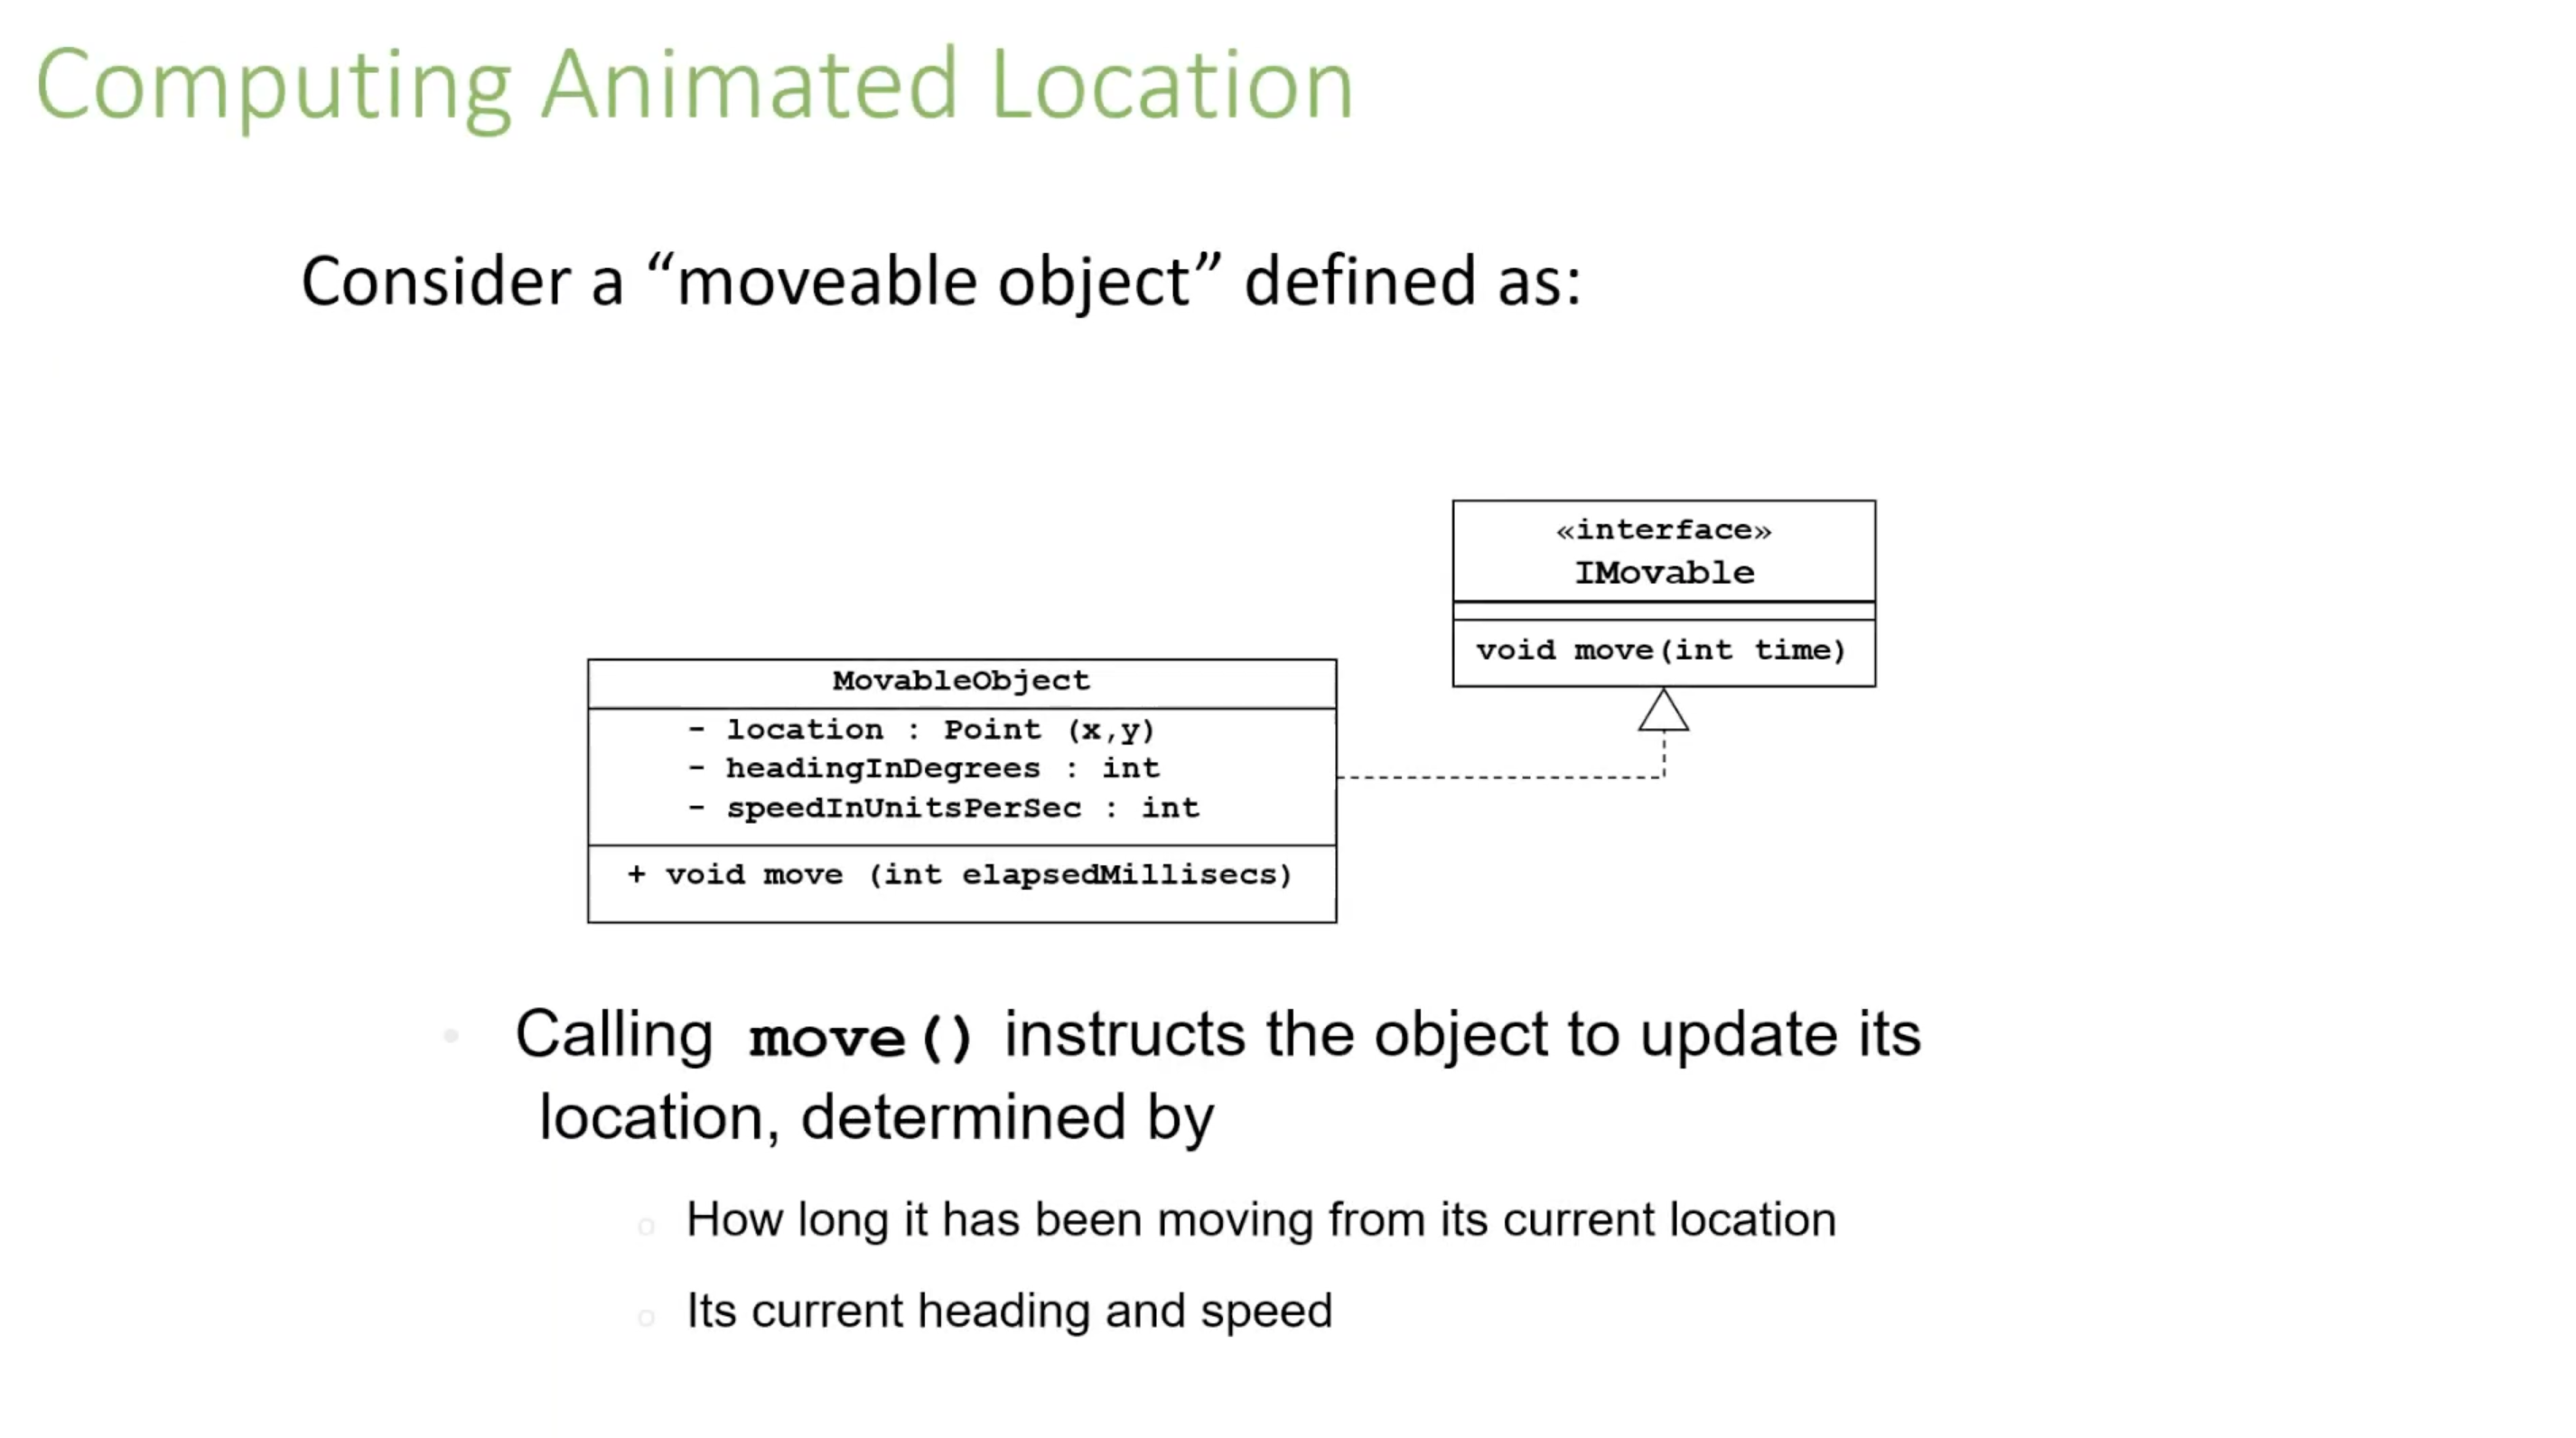 Computing Animated Location
Consider a “moveable object” defined as:
«interface»
IMovable
void move(int time)
MovableObject
- location : Point (x,y)
- headingInDegrees : int
- speedInUnitsPerSec : int
+ void move (int elapsedMillisecs)
• Calling move() instructs the object to update its
location, determined by
o How long it has been moving from its current location
o Its current heading and speed